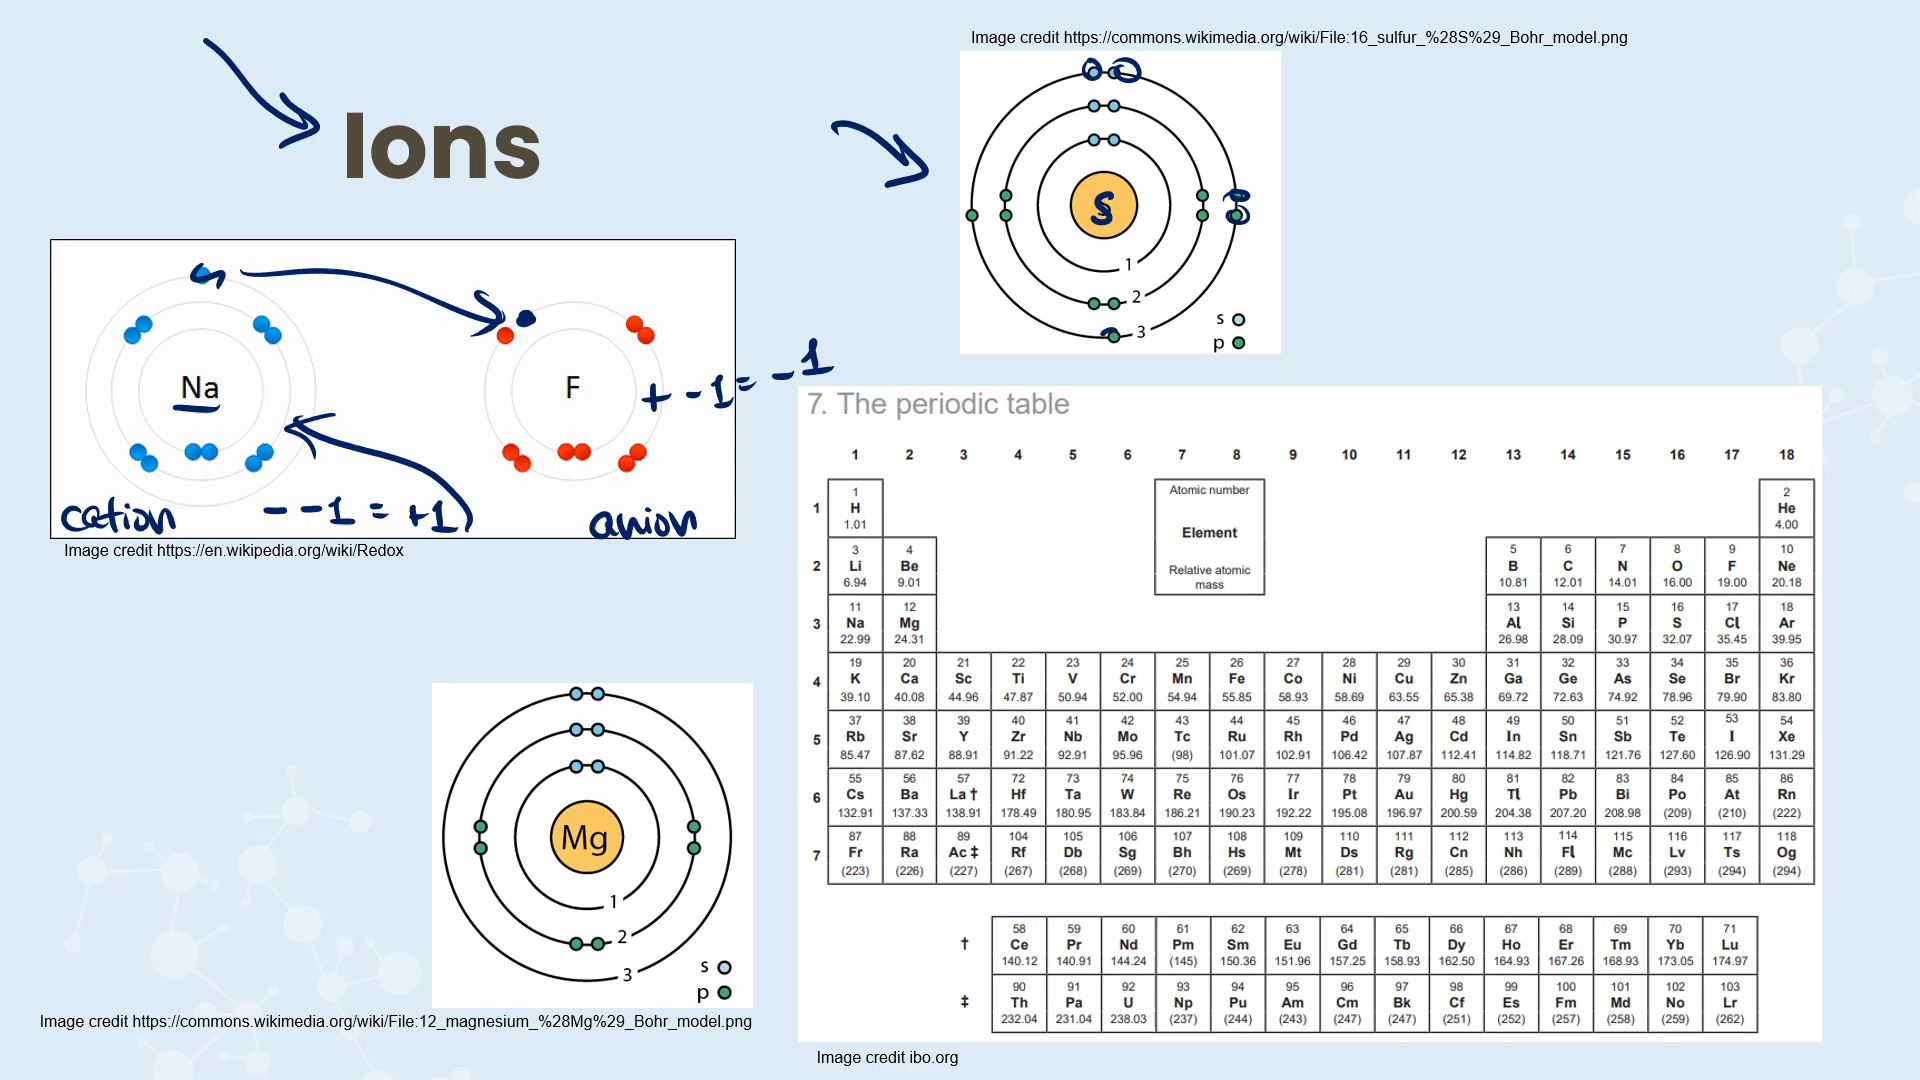 Image credit https://commons.wikimedia.org/wiki/File:16_sulfur_%28S%29_Bohr_model.png
Ions
S
1
2
3
s
p
Na
F
+ -1 = -1
cation
- -1 = +1
anion
Image credit https://en.wikipedia.org/wiki/Redox
Mg
1
2
3
s
p
Image credit https://commons.wikimedia.org/wiki/File:12_magnesium_%28Mg%29_Bohr_model.png
7. The periodic table
1 2 3 4 5 6 7 8 9 10 11 12 13 14 15 16 17 18
Atomic number
Element
Relative atomic
mass
1
1 2
H He
1.01 4.00
2
3 4 5 6 7 8 9 10
Li Be B C N O F Ne
6.94 9.01 10.81 12.01 14.01 16.00 19.00 20.18
3
11 12 13 14 15 16 17 18
Na Mg Al Si P S Cl Ar
22.99 24.31 26.98 28.09 30.97 32.07 35.45 39.95
4
19 20 21 22 23 24 25 26 27 28 29 30 31 32 33 34 35 36
K Ca Sc Ti V Cr Mn Fe Co Ni Cu Zn Ga Ge As Se Br Kr
39.10 40.08 44.96 47.87 50.94 52.00 54.94 55.85 58.93 58.69 63.55 65.38 69.72 72.63 74.92 78.96 79.90 83.80
5
37 38 39 40 41 42 43 44 45 46 47 48 49 50 51 52 53 54
Rb Sr Y Zr Nb Mo Tc Ru Rh Pd Ag Cd In Sn Sb Te I Xe
85.47 87.62 88.91 91.22 92.91 95.96 (98) 101.07 102.91 106.42 107.87 112.41 114.82 118.71 121.76 127.60 126.90 131.29
6
55 56 57 72 73 74 75 76 77 78 79 80 81 82 83 84 85 86
Cs Ba La † Hf Ta W Re Os Ir Pt Au Hg Tl Pb Bi Po At Rn
132.91 137.33 138.91 178.49 180.95 183.84 186.21 190.23 192.22 195.08 196.97 200.59 204.38 207.20 208.98 (209) (210) (222)
7
87 88 89 104 105 106 107 108 109 110 111 112 113 114 115 116 117 118
Fr Ra Ac ‡ Rf Db Sg Bh Hs Mt Ds Rg Cn Nh Fl Mc Lv Ts Og
(223) (226) (227) (267) (268) (269) (270) (269) (278) (281) (281) (285) (286) (289) (288) (293) (294) (294)
†
58 59 60 61 62 63 64 65 66 67 68 69 70 71
Ce Pr Nd Pm Sm Eu Gd Tb Dy Ho Er Tm Yb Lu
140.12 140.91 144.24 (145) 150.36 151.96 157.25 158.93 162.50 164.93 167.26 168.93 173.05 174.97
‡
90 91 92 93 94 95 96 97 98 99 100 101 102 103
Th Pa U Np Pu Am Cm Bk Cf Es Fm Md No Lr
232.04 231.04 238.03 (237) (244) (243) (247) (247) (251) (252) (257) (258) (259) (262)
Image credit ibo.org